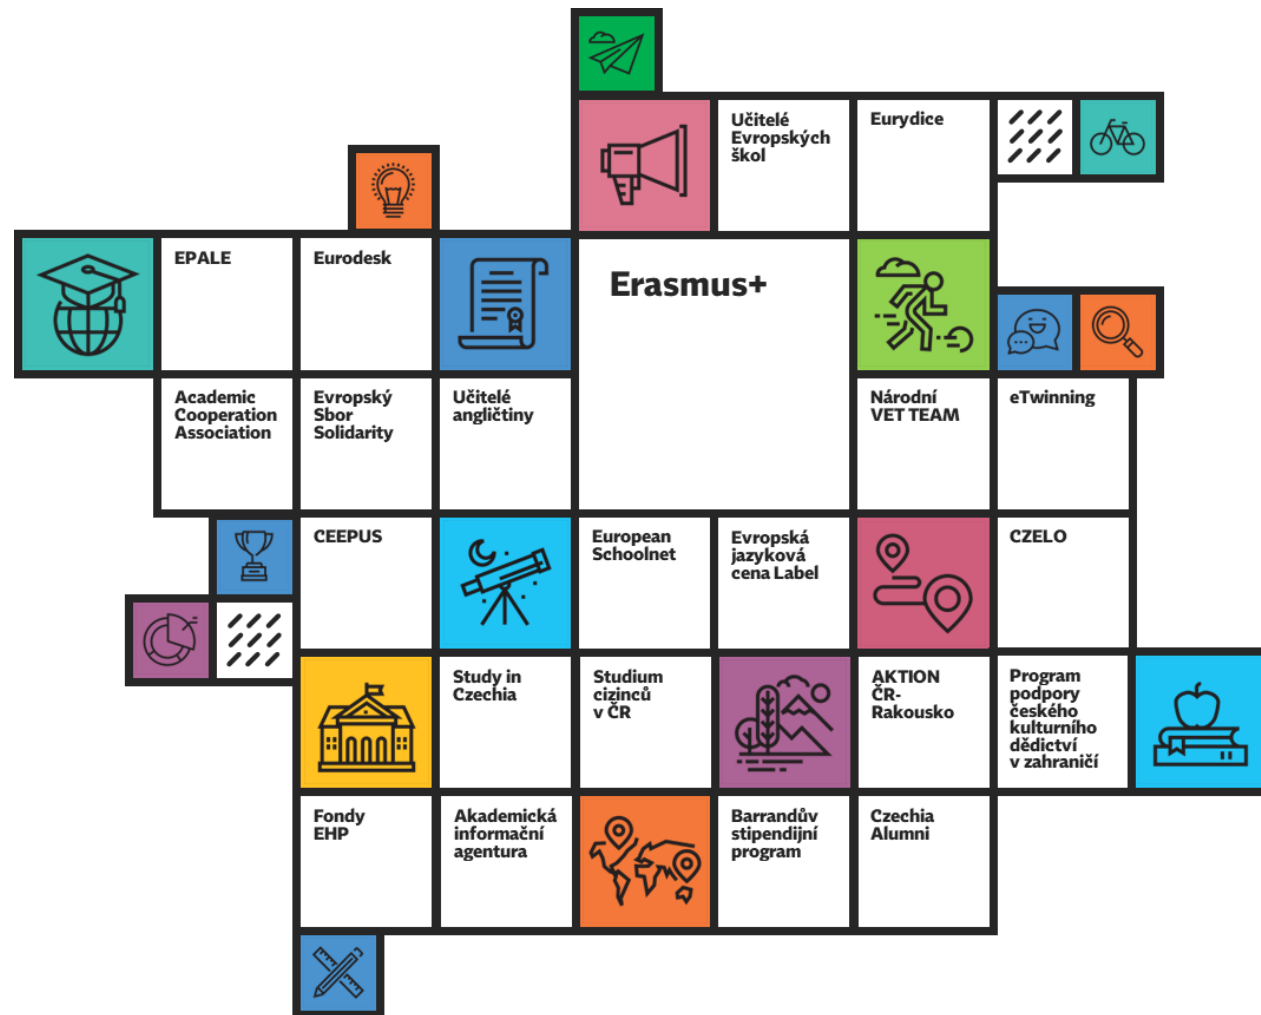 Učitelé
Evropských
škol
Eurydice
EPALE
Eurodesk
Erasmus+
Academic
Cooperation
Association
Evropský
Sbor
Solidarity
Učitelé
angličtiny
Národní
VET TEAM
eTwinning
CEEPUS
European
Schoolnet
Evropská
jazyková
cena Label
CZELO
Study in
Czechia
Studium
cizinců
v ČR
AKTION
ČR-
Rakousko
Program
podpory
českého
kulturního
dědictví
v zahraničí
Fondy
EHP
Akademická
informační
agentura
Barrandův
stipendijní
program
Czechia
Alumni